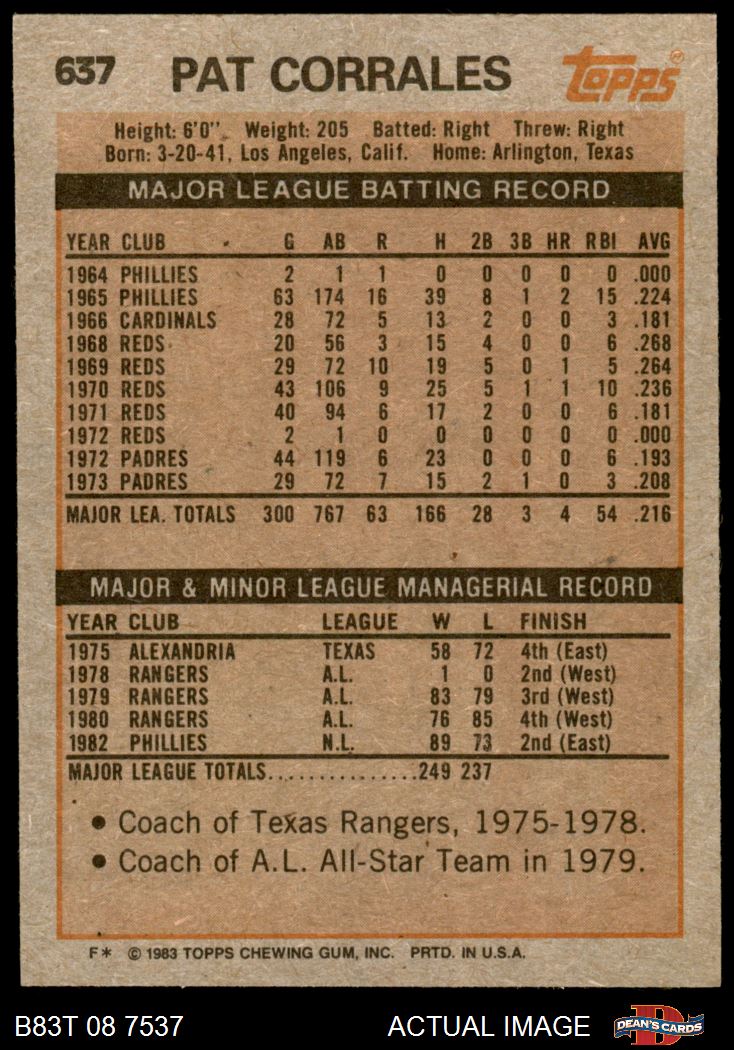 637 PAT CORRALES Topps
Height: 6'0" Weight: 205 Batted: Right Threw: Right
Born: 3-20-41, Los Angeles, Calif. Home: Arlington, Texas
MAJOR LEAGUE BATTING RECORD
YEAR CLUB G AB R H 2B 3B HR RBI AVG
1964 PHILLIES 2 1 1 0 0 0 0 0 .000
1965 PHILLIES 63 174 16 39 8 1 2 15 .224
1966 CARDINALS 28 72 5 13 2 0 0 3 .181
1968 REDS 20 56 3 15 4 0 0 6 .268
1969 REDS 29 72 10 19 5 0 1 5 .264
1970 REDS 43 106 9 25 5 1 1 10 .236
1971 REDS 40 94 6 17 2 0 0 6 .181
1972 REDS 2 1 0 0 0 0 0 0 .000
1972 PADRES 44 119 6 23 0 0 0 6 .193
1973 PADRES 29 72 7 15 2 1 0 3 .208
MAJOR LEA. TOTALS 300 767 63 166 28 3 4 54 .216
MAJOR & MINOR LEAGUE MANAGERIAL RECORD
YEAR CLUB LEAGUE W L FINISH
1975 ALEXANDRIA TEXAS 58 72 4th (East)
1978 RANGERS A.L. 1 0 2nd (West)
1979 RANGERS A.L. 83 79 3rd (West)
1980 RANGERS A.L. 76 85 4th (West)
1982 PHILLIES N.L. 89 73 2nd (East)
MAJOR LEAGUE TOTALS...............249 237
• Coach of Texas Rangers, 1975-1978.
• Coach of A.L. All-Star Team in 1979.
F* © 1983 TOPPS CHEWING GUM, INC. PRTD. IN U.S.A.
B83T 08 7537 ACTUAL IMAGE D DEAN'S CARDS